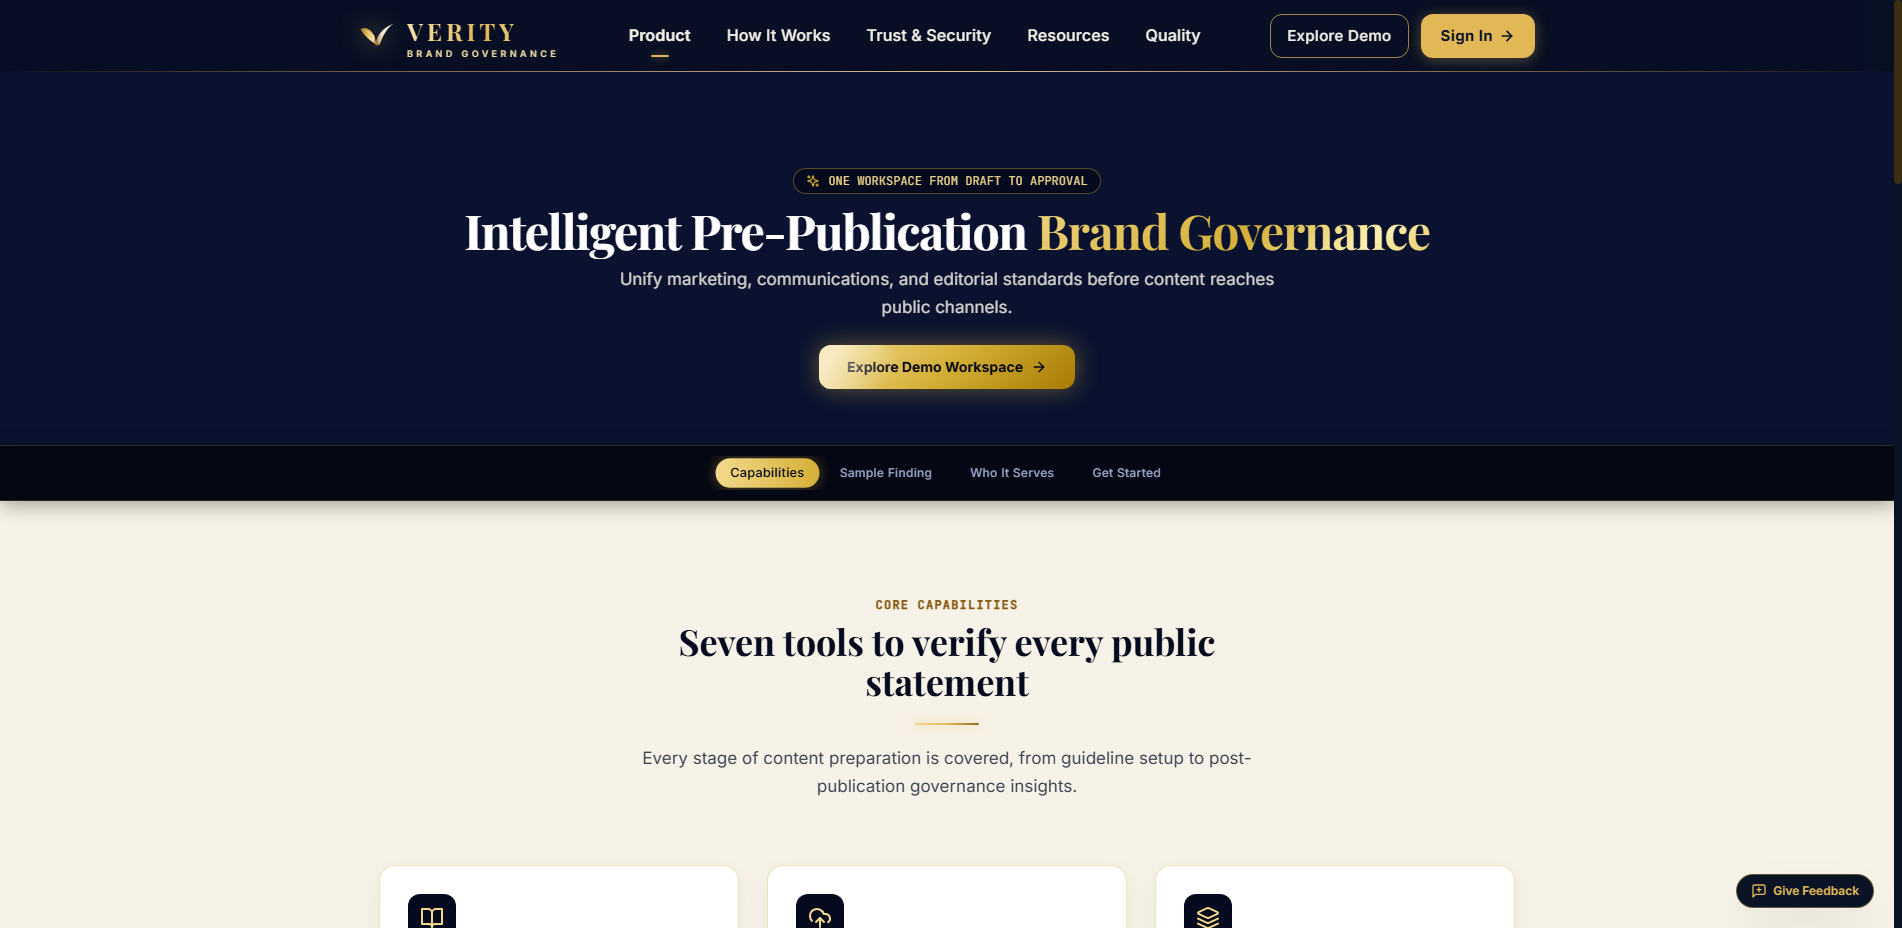 VERITY
BRAND GOVERNANCE
Product
How It Works
Trust & Security
Resources
Quality
Explore Demo
Sign In
ONE WORKSPACE FROM DRAFT TO APPROVAL
Intelligent Pre-Publication Brand Governance
Unify marketing, communications, and editorial standards before content reaches
public channels.
Explore Demo Workspace
Capabilities
Sample Finding
Who It Serves
Get Started
CORE CAPABILITIES
Seven tools to verify every public
statement
Every stage of content preparation is covered, from guideline setup to post-
publication governance insights.
Give Feedback